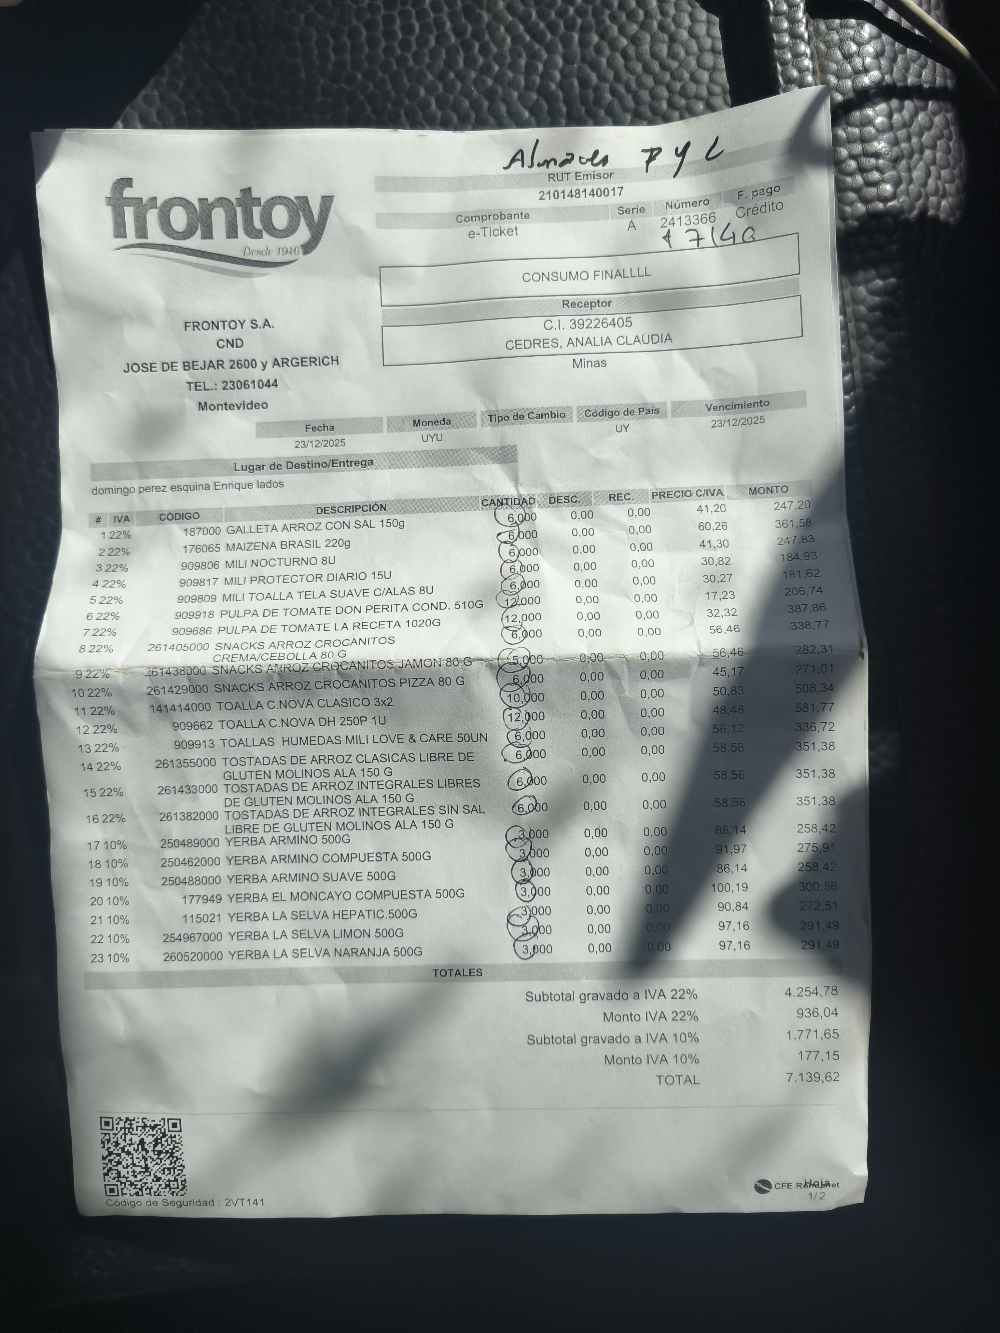 Almacen P y L
frontoy
Desde 1946
RUT Emisor
210148140017
Comprobante Serie Número F. pago
e-Ticket A 2413366 Crédito
7140
CONSUMO FINALLLL
Receptor
C.I. 39226405
CEDRES, ANALIA CLAUDIA
Minas
FRONTOY S.A.
CND
JOSE DE BEJAR 2600 y ARGERICH
TEL.: 23061044
Montevideo
Fecha Moneda Tipo de Cambio Código de País Vencimiento
23/12/2025 UYU UY 23/12/2025
Lugar de Destino/Entrega
domingo perez esquina Enrique lados
# IVA CÓDIGO DESCRIPCIÓN CANTIDAD DESC. REC. PRECIO C/IVA MONTO
1 22% 187000 GALLETA ARROZ CON SAL 150g 6,000 0,00 0,00 41,20 247,20
2 22% 176065 MAIZENA BRASIL 220g 6,000 0,00 0,00 60,26 361,58
3 22% 909806 MILI NOCTURNO 8U 6,000 0,00 0,00 41,30 247,83
4 22% 909817 MILI PROTECTOR DIARIO 15U 6,000 0,00 0,00 30,82 184,93
5 22% 909809 MILI TOALLA TELA SUAVE C/ALAS 8U 6,000 0,00 0,00 30,27 181,62
6 22% 909918 PULPA DE TOMATE DON PERITA COND. 510G 12,000 0,00 0,00 17,23 206,74
7 22% 909686 PULPA DE TOMATE LA RECETA 1020G 12,000 0,00 0,00 32,32 387,86
8 22% 261405000 SNACKS ARROZ CROCANITOS 6,000 0,00 0,00 56,46 338,77
CREMA/CEBOLLA 80 G
9 22% 261438000 SNACKS ARROZ CROCANITOS JAMON 80 G 5,000 0,00 0,00 56,46 282,31
10 22% 261429000 SNACKS ARROZ CROCANITOS PIZZA 80 G 6,000 0,00 0,00 45,17 271,01
11 22% 141414000 TOALLA C.NOVA CLASICO 3x2 10,000 0,00 0,00 50,83 508,34
12 22% 909662 TOALLA C.NOVA DH 250P 1U 12,000 0,00 0,00 48,48 581,77
13 22% 909913 TOALLAS HUMEDAS MILI LOVE & CARE 50UN 6,000 0,00 0,00 56,12 336,72
14 22% 261355000 TOSTADAS DE ARROZ CLASICAS LIBRE DE 6,000 0,00 0,00 58,56 351,38
GLUTEN MOLINOS ALA 150 G
15 22% 261433000 TOSTADAS DE ARROZ INTEGRALES LIBRES 6,000 0,00 0,00 58,56 351,38
DE GLUTEN MOLINOS ALA 150 G
16 22% 261382000 TOSTADAS DE ARROZ INTEGRALES SIN SAL 6,000 0,00 0,00 58,56 351,38
LIBRE DE GLUTEN MOLINOS ALA 150 G
17 10% 250489000 YERBA ARMINO 500G 3,000 0,00 0,00 86,14 258,42
18 10% 250462000 YERBA ARMINO COMPUESTA 500G 3,000 0,00 0,00 91,97 275,91
19 10% 250488000 YERBA ARMINO SUAVE 500G 3,000 0,00 0,00 86,14 258,42
20 10% 177949 YERBA EL MONCAYO COMPUESTA 500G 3,000 0,00 0,00 100,19 300,56
21 10% 115021 YERBA LA SELVA HEPATIC.500G 3,000 0,00 0,00 90,84 272,51
22 10% 254967000 YERBA LA SELVA LIMON 500G 3,000 0,00 0,00 97,16 291,49
23 10% 260520000 YERBA LA SELVA NARANJA 500G 3,000 0,00 0,00 97,16 291,49
TOTALES
Subtotal gravado a IVA 22% 4.254,78
Monto IVA 22% 936,04
Subtotal gravado a IVA 10% 1.771,65
Monto IVA 10% 177,15
TOTAL 7.139,62
Código de Seguridad : 2VT141
CFE
Hoja
1/ 2